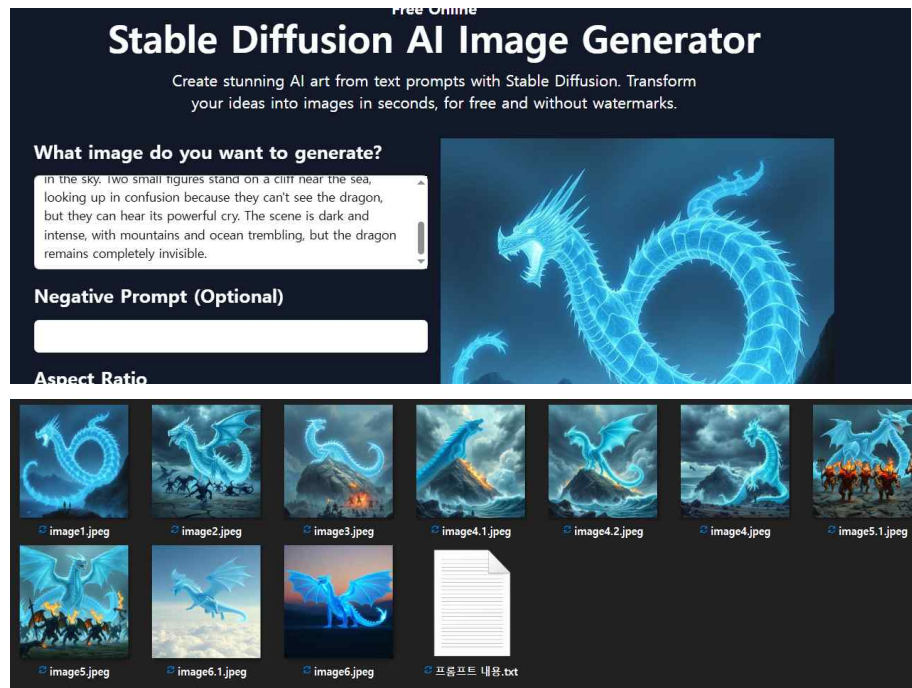 Free Online
Stable Diffusion AI Image Generator
Create stunning AI art from text prompts with Stable Diffusion. Transform
your ideas into images in seconds, for free and without watermarks.
What image do you want to generate?
in the sky. Two small figures stand on a cliff near the sea,
looking up in confusion because they can't see the dragon,
but they can hear its powerful cry. The scene is dark and
intense, with mountains and ocean trembling, but the dragon
remains completely invisible.
Negative Prompt (Optional)
Aspect Ratio
image1.jpeg
image2.jpeg
image3.jpeg
image4.1.jpeg
image4.2.jpeg
image4.jpeg
image5.1.jpeg
image5.jpeg
image6.1.jpeg
image6.jpeg
프롬프트 내용.txt